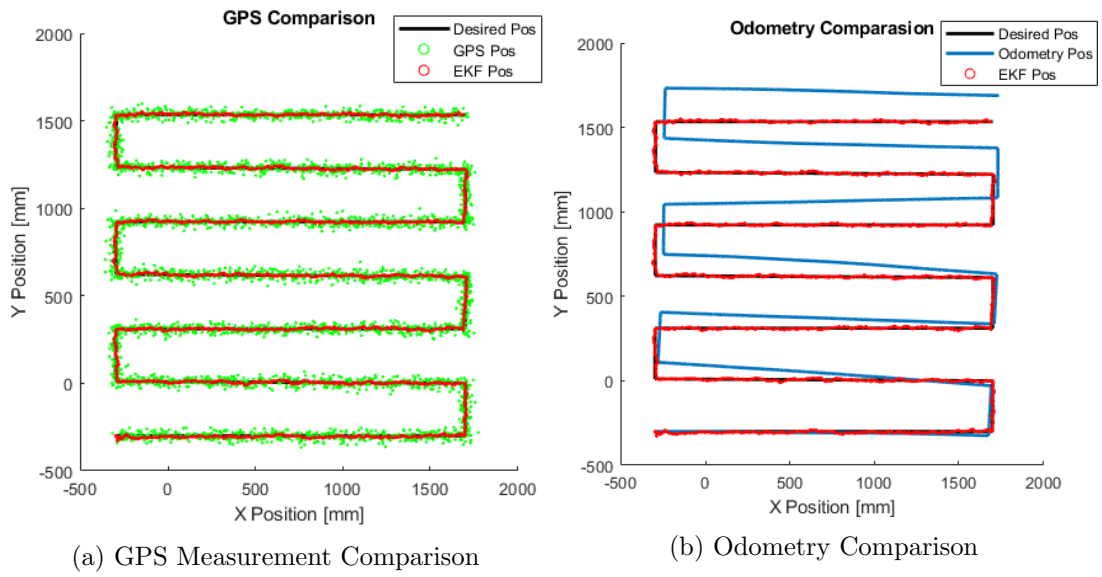 GPS Comparison
Desired Pos
GPS Pos
EKF Pos
2000
1500
1000
500
0
-500
Y Position [mm]
-500 0 500 1000 1500 2000
X Position [mm]
(a) GPS Measurement Comparison
Odometry Comparasion
Desired Pos
Odometry Pos
EKF Pos
2000
1500
1000
500
0
-500
Y Position [mm]
-500 0 500 1000 1500 2000
X Position [mm]
(b) Odometry Comparison